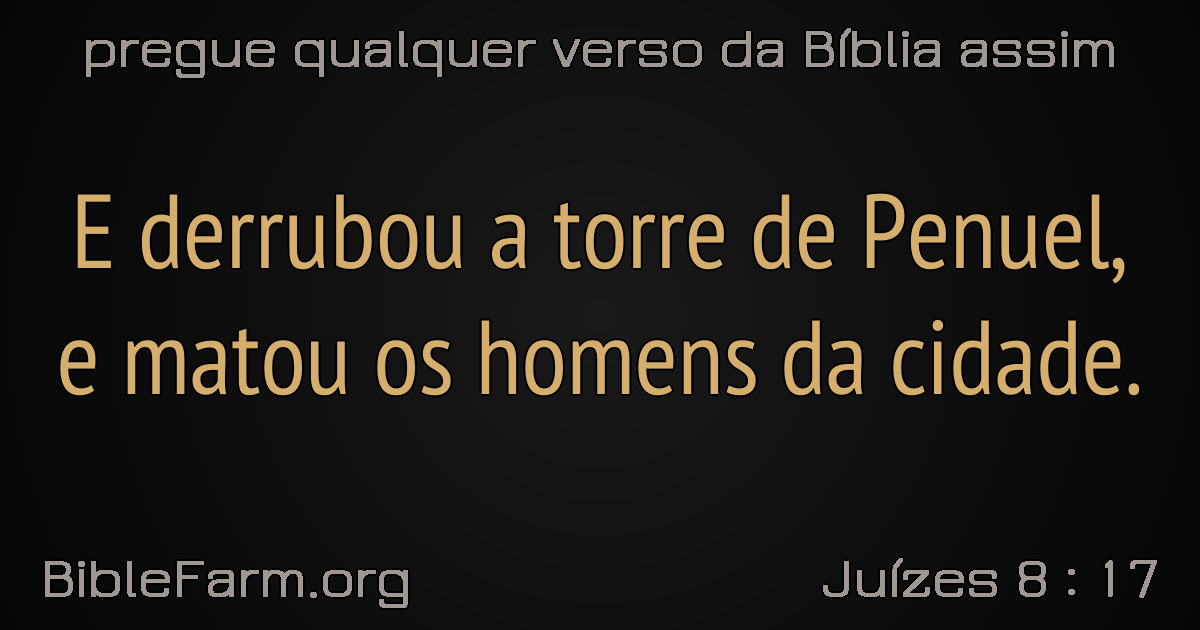 pregue qualquer verso da Bíblia assim
E derrubou a torre de Penuel,
e matou os homens da cidade.
BibleFarm.org
Juízes 8 : 17